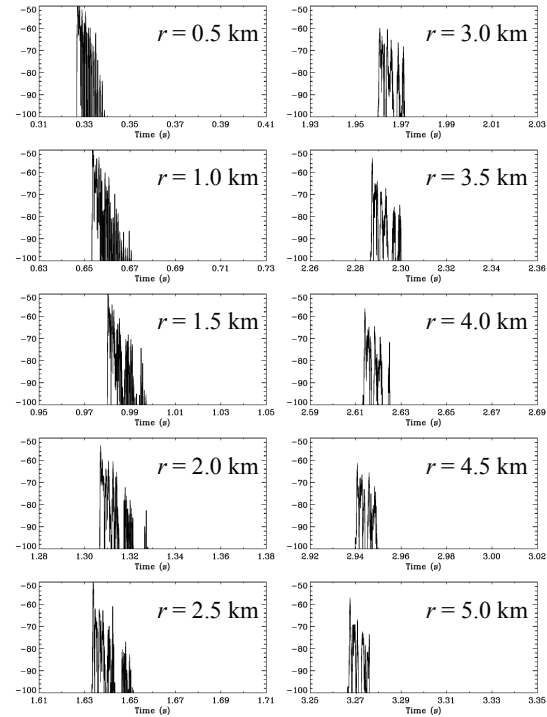 -50
-60
-70
-80
-90
-100
r = 0.5 km
0.31 0.33 0.35 0.37 0.39 0.41
Time (s)
-50
-60
-70
-80
-90
-100
r = 3.0 km
1.93 1.95 1.97 1.99 2.01 2.03
Time (s)
-50
-60
-70
-80
-90
-100
r = 1.0 km
0.63 0.65 0.67 0.69 0.71 0.73
Time (s)
-50
-60
-70
-80
-90
-100
r = 3.5 km
2.26 2.28 2.30 2.32 2.34 2.36
Time (s)
-50
-60
-70
-80
-90
-100
r = 1.5 km
0.95 0.97 0.99 1.01 1.03 1.05
Time (s)
-50
-60
-70
-80
-90
-100
r = 4.0 km
2.59 2.61 2.63 2.65 2.67 2.69
Time (s)
-50
-60
-70
-80
-90
-100
r = 2.0 km
1.28 1.30 1.32 1.34 1.36 1.38
Time (s)
-50
-60
-70
-80
-90
-100
r = 4.5 km
2.92 2.94 2.96 2.98 3.00 3.02
Time (s)
-50
-60
-70
-80
-90
-100
r = 2.5 km
1.61 1.63 1.65 1.67 1.69 1.71
Time (s)
-50
-60
-70
-80
-90
-100
r = 5.0 km
3.25 3.27 3.29 3.31 3.33 3.35
Time (s)